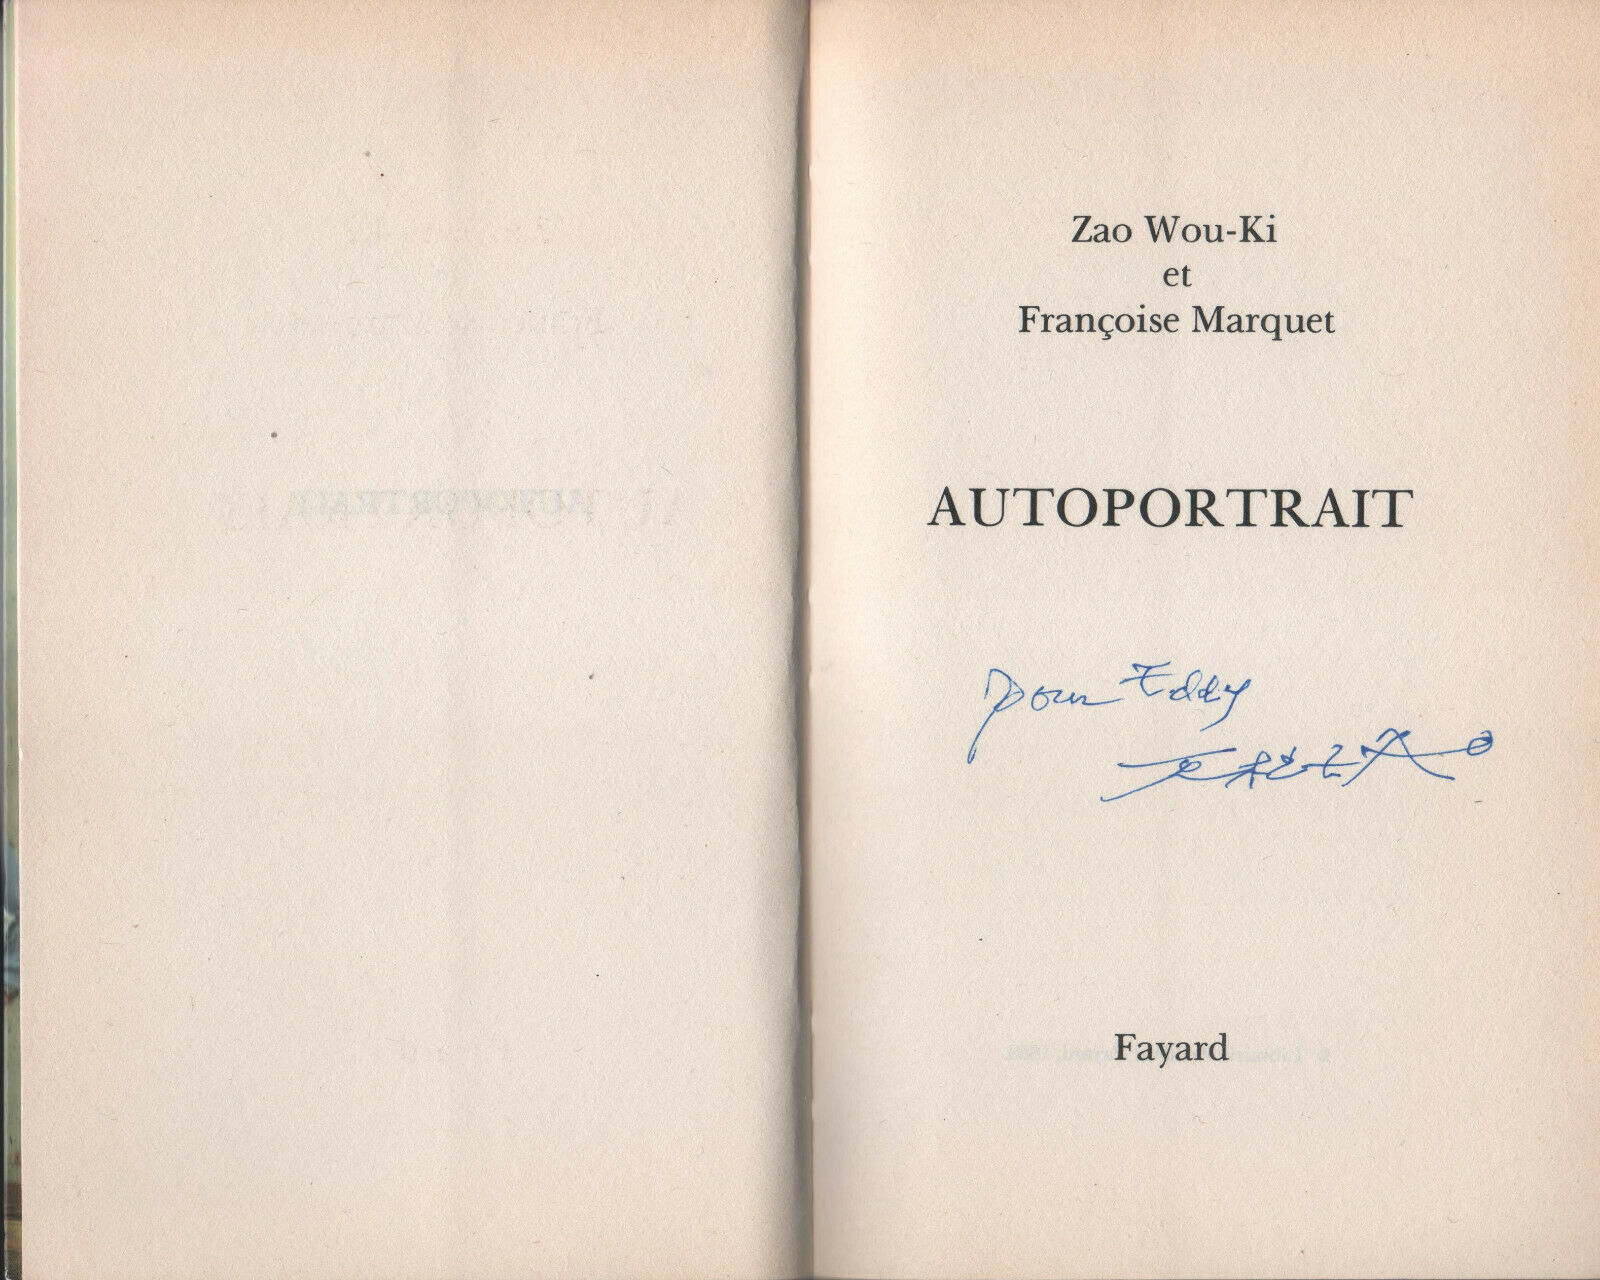 Zao Wou-Ki
et
Françoise Marquet
AUTOPORTRAIT
pour Eddy
Fayard